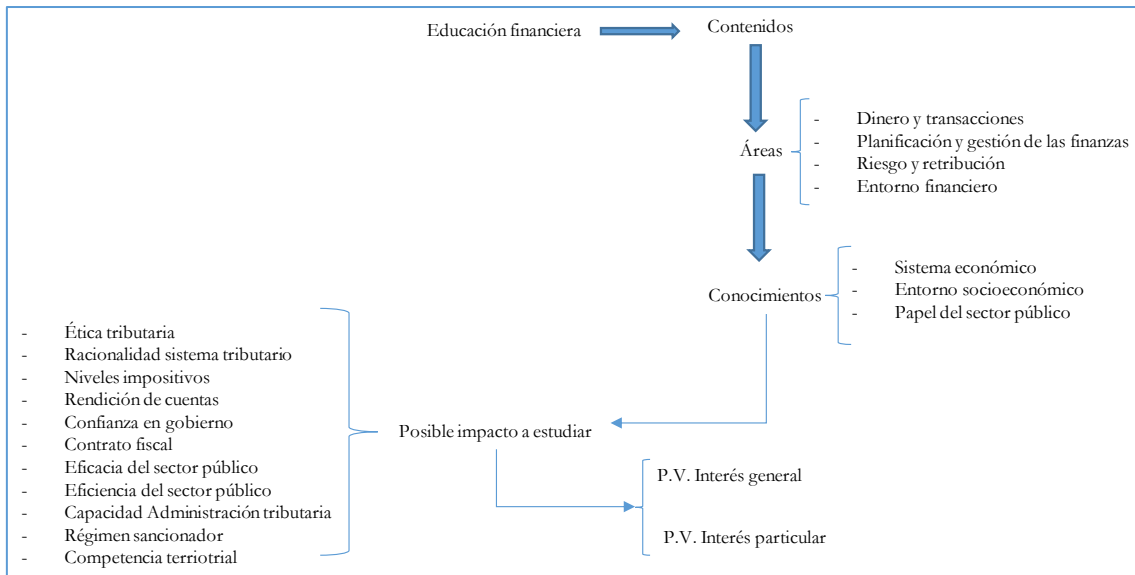 Educación financiera
Contenidos
Áreas
- Dinero y transacciones
- Planificación y gestión de las finanzas
- Riesgo y retribución
- Entorno financiero
Conocimientos
- Sistema económico
- Entorno socioeconómico
- Papel del sector público
- Ética tributaria
- Racionalidad sistema tributario
- Niveles impositivos
- Rendición de cuentas
- Confianza en gobierno
- Contrato fiscal
- Eficacia del sector público
- Eficiencia del sector público
- Capacidad Administración tributaria
- Régimen sancionador
- Competencia terriotrial
Posible impacto a estudiar
P.V. Interés general
P.V. Interés particular